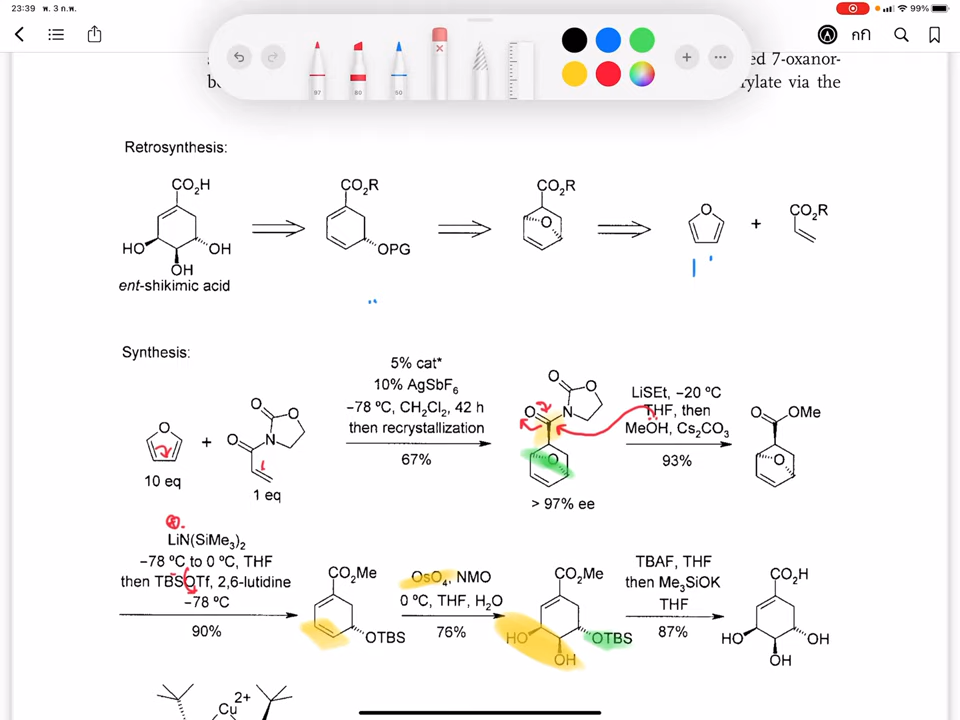 23:39 พ. 3 ก.พ. 99%
กก๊
97 80 50
ed 7-oxanor-
rylate via the
Retrosynthesis:
CO2H CO2R CO2R O CO2R
O +
HO OH OPG
OH
ent-shikimic acid
Synthesis:
5% cat*
10% AgSbF6
−78 ºC, CH2Cl2, 42 h
then recrystallization
67%
O O
O N
O +
10 eq 1 eq
O O
O N
O
> 97% ee
LiSEt, −20 ºC
THF, then
MeOH, Cs2CO3
93%
O OMe
O
LiN(SiMe3)2
−78 ºC to 0 ºC, THF
then TBSOTf, 2,6-lutidine
−78 ºC
90%
CO2Me
OTBS
OsO4, NMO
0 ºC, THF, H2O
76%
CO2Me
HO OTBS
OH
TBAF, THF
then Me3SiOK
THF
87%
CO2H
HO OH
OH
Cu2+